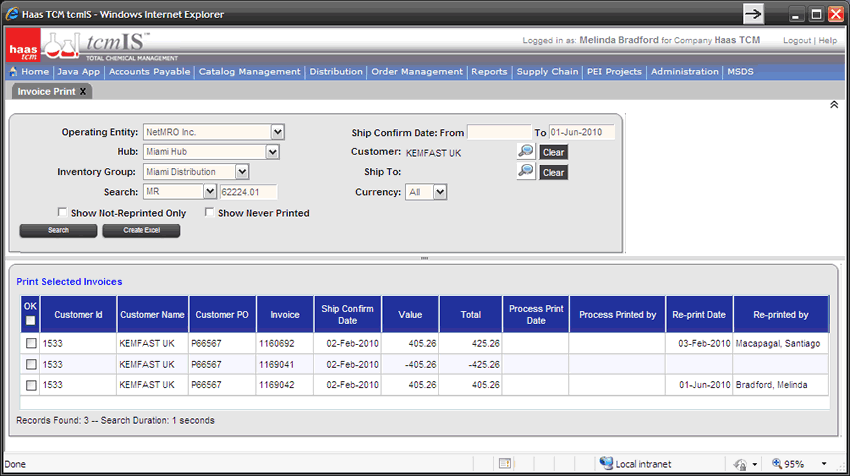 Haas TCM tcmIS - Windows Internet Explorer
haas tcm
tcmIS™
TOTAL CHEMICAL MANAGEMENT
Logged in as: Melinda Bradford for Company Haas TCM
Logout | Help
Home | Java App | Accounts Payable | Catalog Management | Distribution | Order Management | Reports | Supply Chain | PEI Projects | Administration | MSDS
Invoice Print X
Operating Entity: NetMRO Inc. Ship Confirm Date: From To 01-Jun-2010
Hub: Miami Hub Customer: KEMFAST UK Clear
Inventory Group: Miami Distribution Ship To: Clear
Search: MR 62224.01 Currency: All
Show Not-Reprinted Only Show Never Printed
Search Create Excel
Print Selected Invoices
OK Customer Id Customer Name Customer PO Invoice Ship Confirm Date Value Total Process Print Date Process Printed by Re-print Date Re-printed by
1533 KEMFAST UK P66567 1160692 02-Feb-2010 405.26 425.26 03-Feb-2010 Macapagal, Santiago
1533 KEMFAST UK P66567 1169041 02-Feb-2010 -405.26 -425.26
1533 KEMFAST UK P66567 1169042 02-Feb-2010 405.26 405.26 01-Jun-2010 Bradford, Melinda
Records Found: 3 -- Search Duration: 1 seconds
Done Local intranet 95%